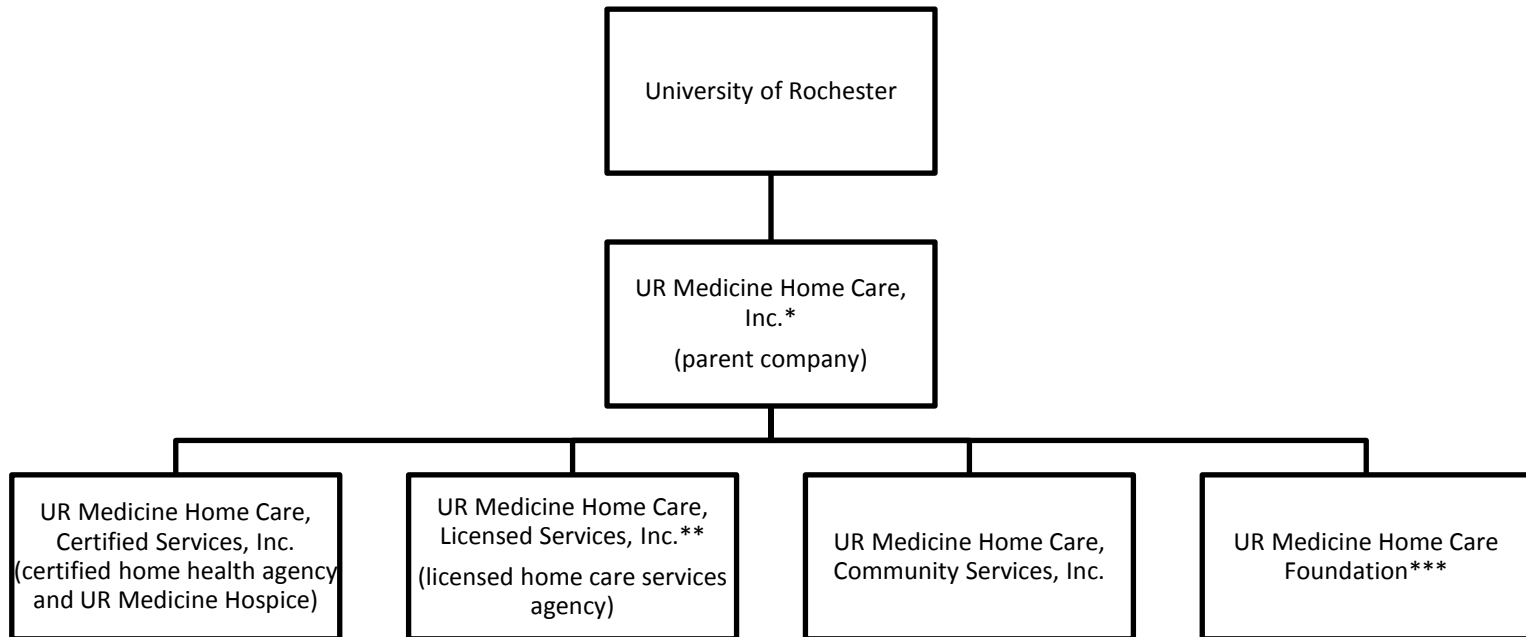 University of Rochester
UR Medicine Home Care,
Inc.*
(parent company)
UR Medicine Home Care,
Certified Services, Inc.
(certified home health agency
and UR Medicine Hospice)
UR Medicine Home Care,
Licensed Services, Inc.**
(licensed home care services
agency)
UR Medicine Home Care,
Community Services, Inc.
UR Medicine Home Care
Foundation***